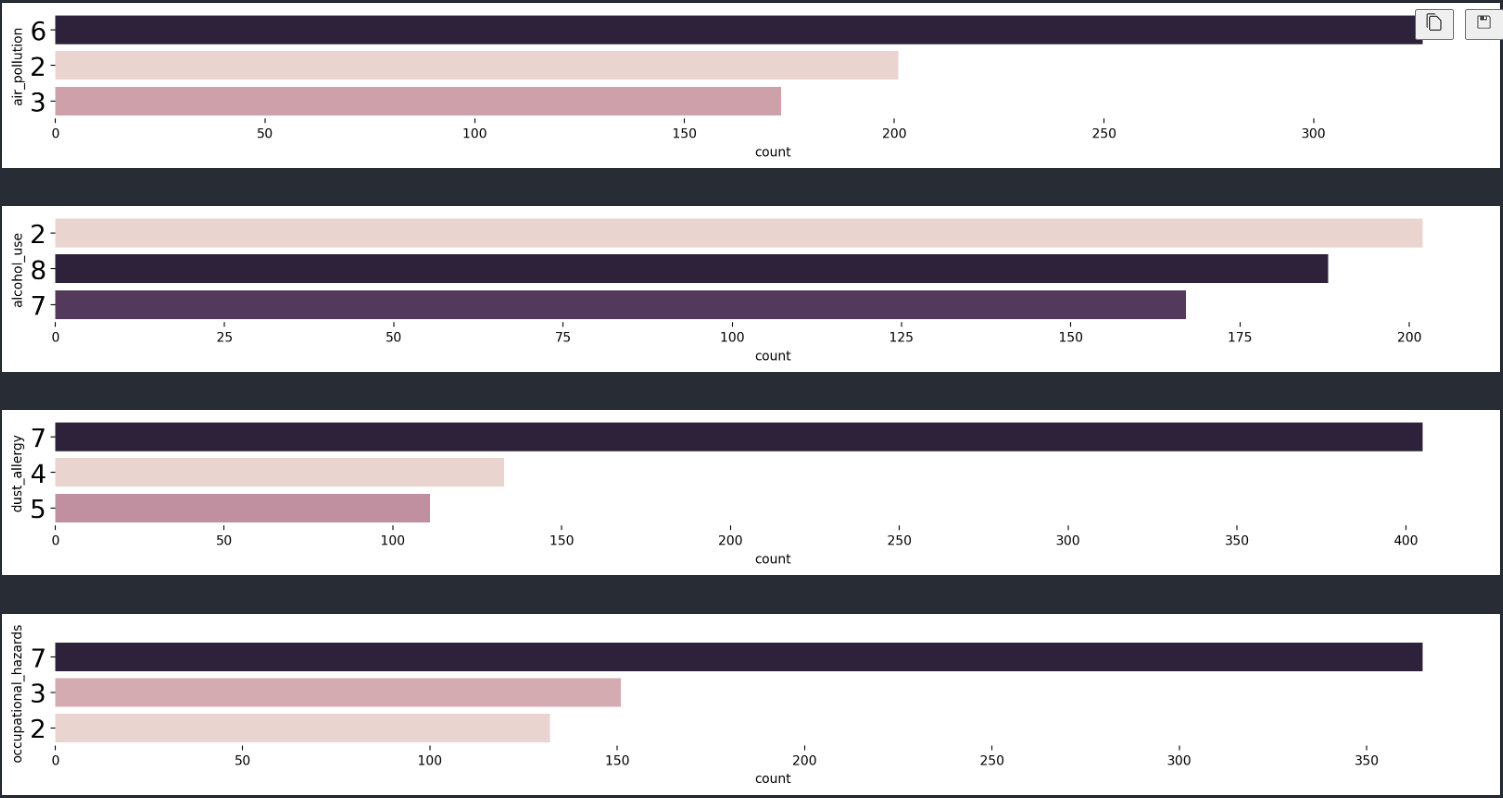 air_pollution
6
2
3
0 50 100 150 200 250 300
count
alcohol_use
2
8
7
0 25 50 75 100 125 150 175 200
count
dust_allergy
7
4
5
0 50 100 150 200 250 300 350 400
count
occupational_hazards
7
3
2
0 50 100 150 200 250 300 350
count